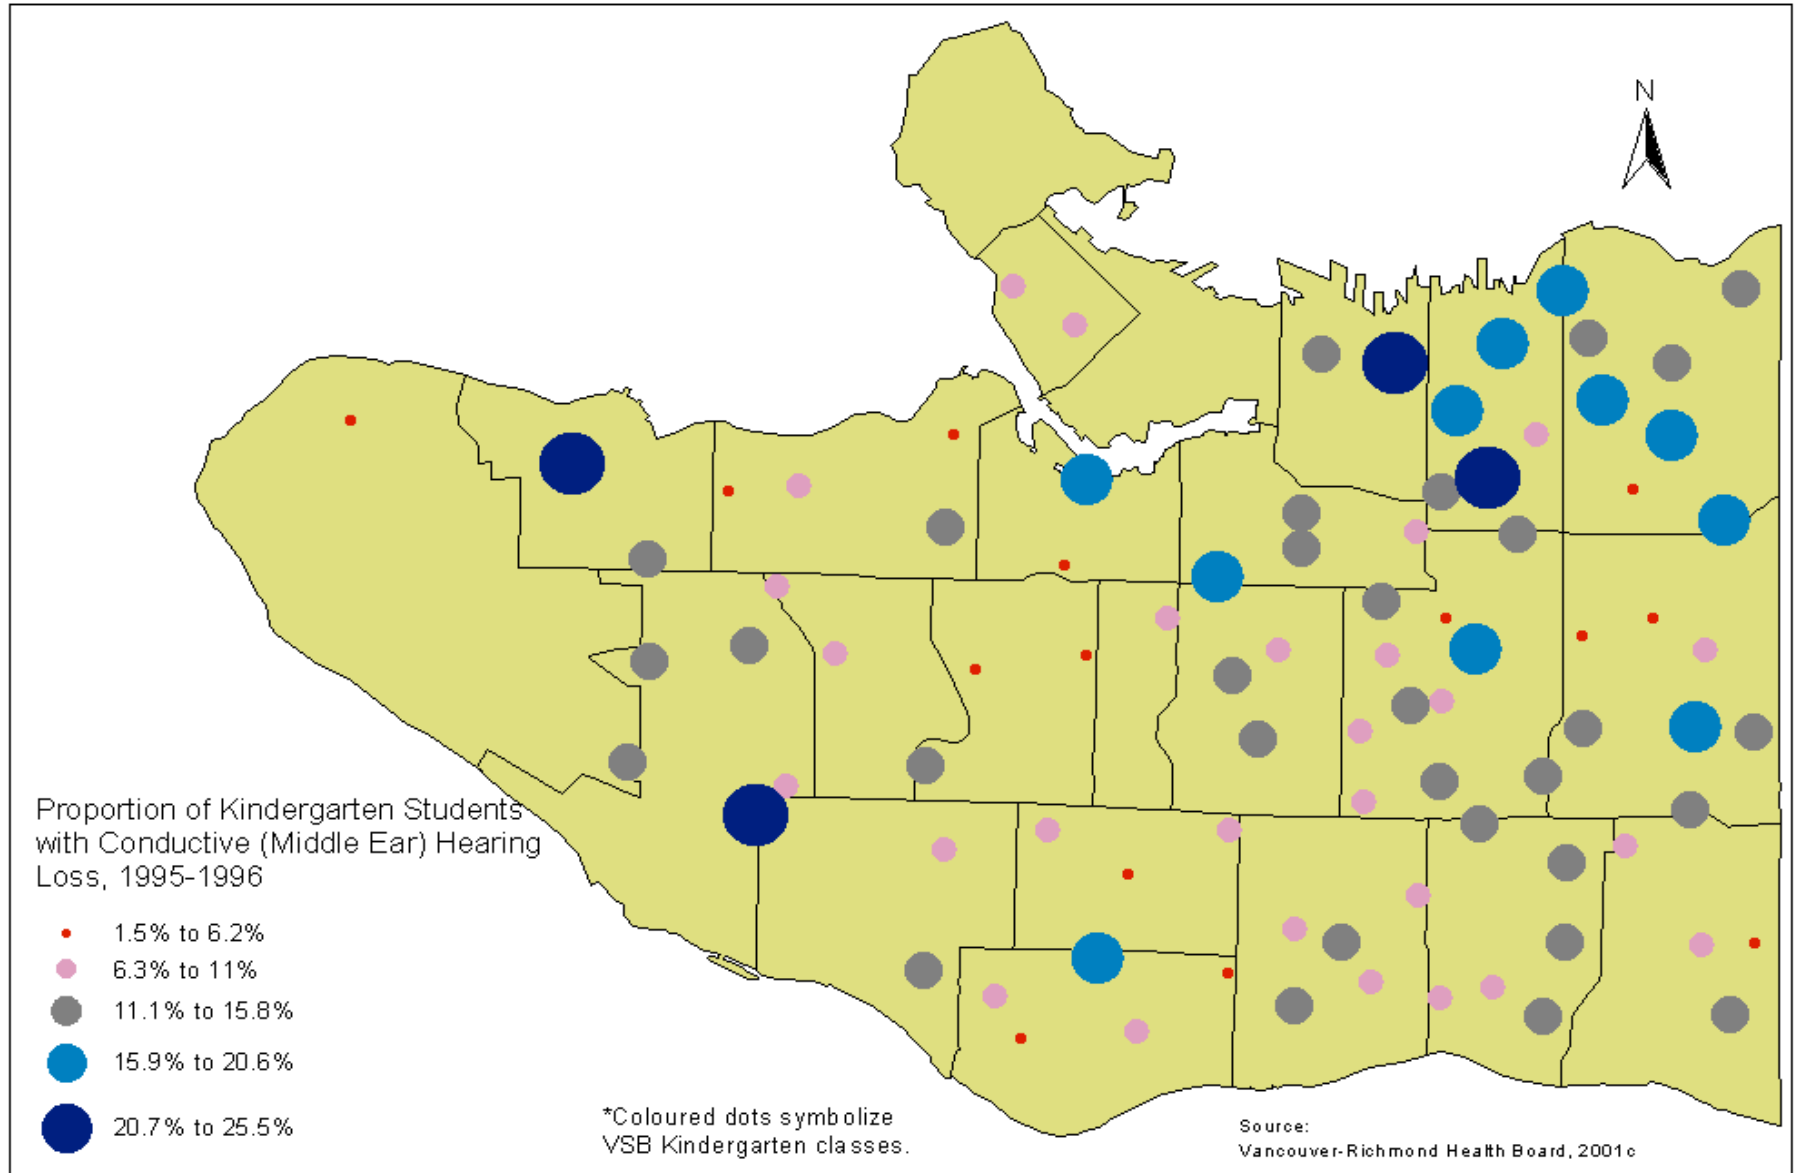 N
Proportion of Kindergarten Students
with Conductive (Middle Ear) Hearing
Loss, 1995-1996
1.5% to 6.2%
6.3% to 11%
11.1% to 15.8%
15.9% to 20.6%
20.7% to 25.5%
*Coloured dots symbolize
VSB Kindergarten classes.
Source:
Vancouver-Richmond Health Board, 2001c